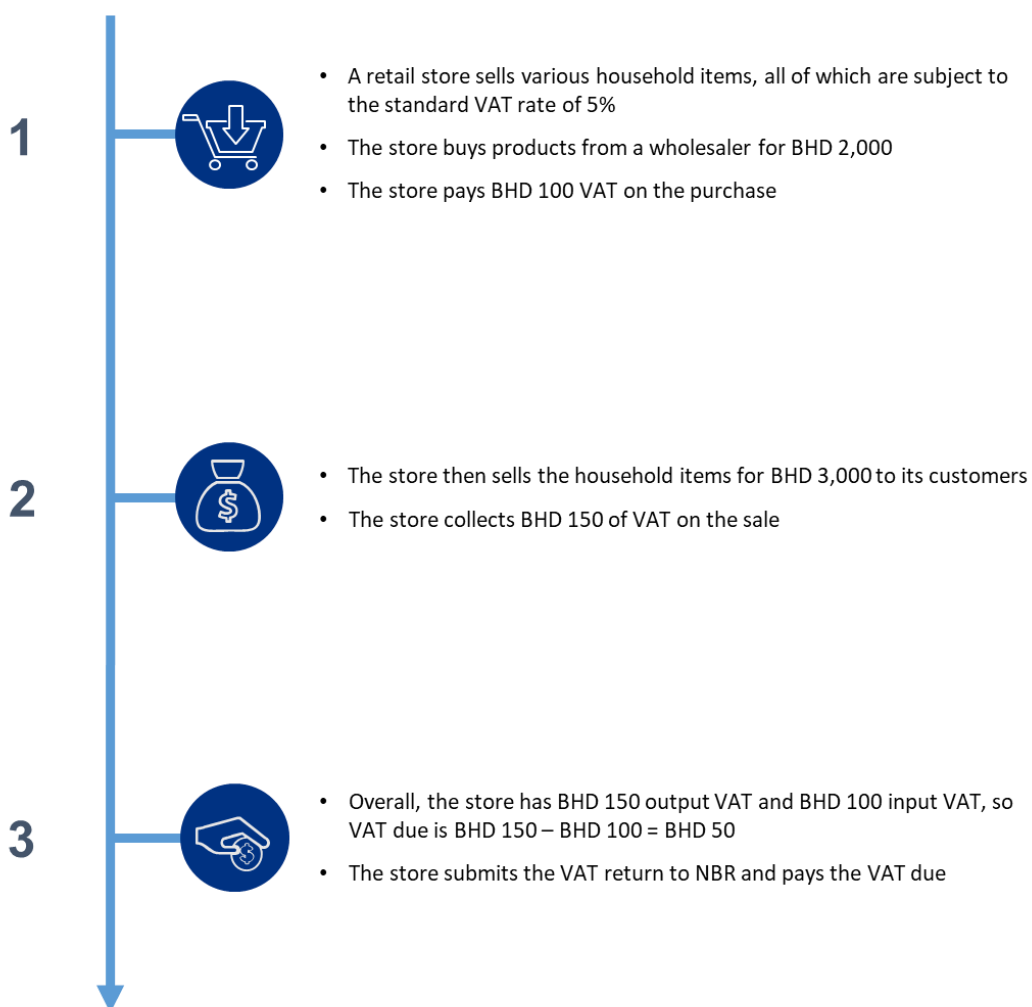 1
• A retail store sells various household items, all of which are subject to
the standard VAT rate of 5%
• The store buys products from a wholesaler for BHD 2,000
• The store pays BHD 100 VAT on the purchase
2
$
• The store then sells the household items for BHD 3,000 to its customers
• The store collects BHD 150 of VAT on the sale
3
$
• Overall, the store has BHD 150 output VAT and BHD 100 input VAT, so
VAT due is BHD 150 – BHD 100 = BHD 50
• The store submits the VAT return to NBR and pays the VAT due